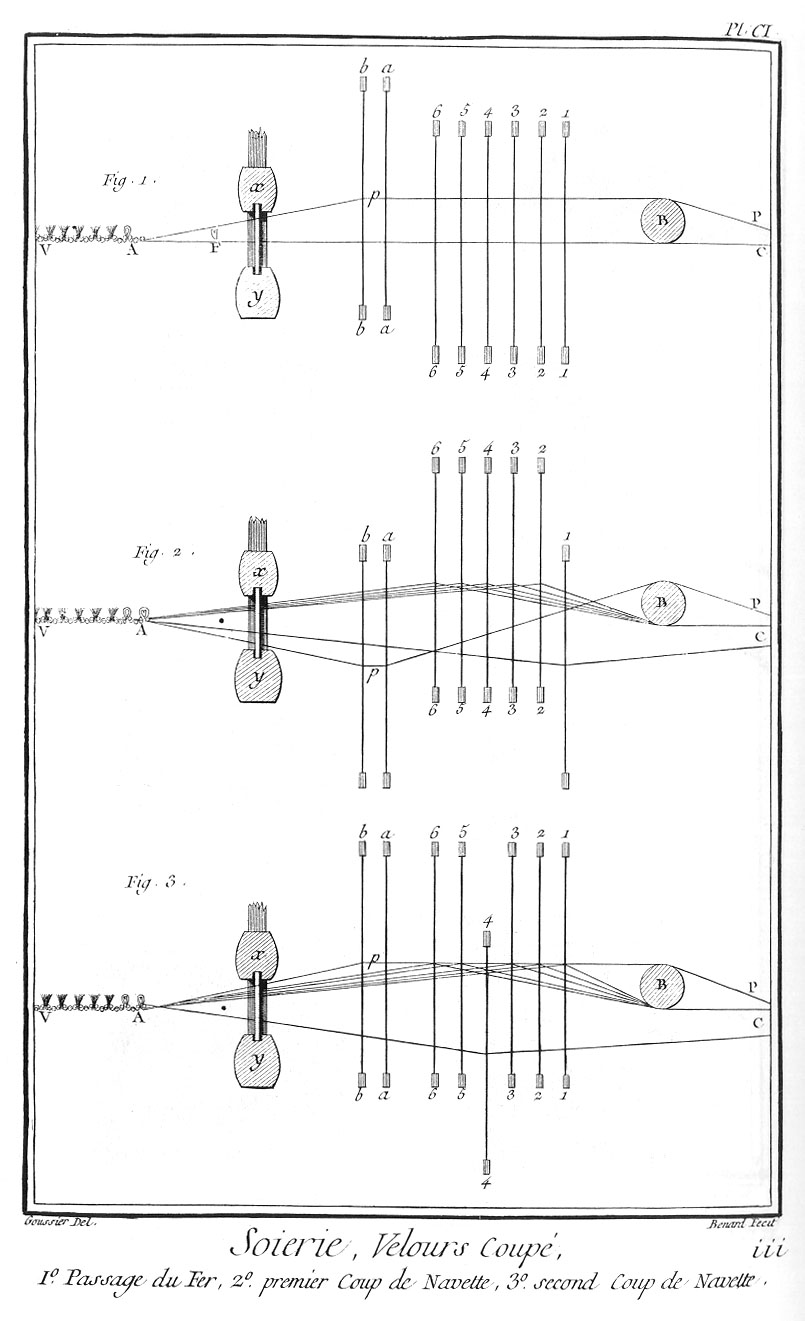 Pl. CI.
b a
6 5 4 3 2 1
Fig. 1.
x
p
B
P
V A F
C
y
b a
6 5 4 3 2 1
6 5 4 3 2
b a 1
Fig. 2.
x
B
P
V A
C
y
p
6 5 4 3 2
b a 6 5 3 2 1
Fig. 3.
4
x
p
B
P
V A
C
y
b a 6 5 3 2 1
4
Goussier Del.
Benard Fecit
Soierie, Velours Coupé,
iii
1º. Passage du Fer, 2º. premier Coup de Navette, 3º. second Coup de Navette.